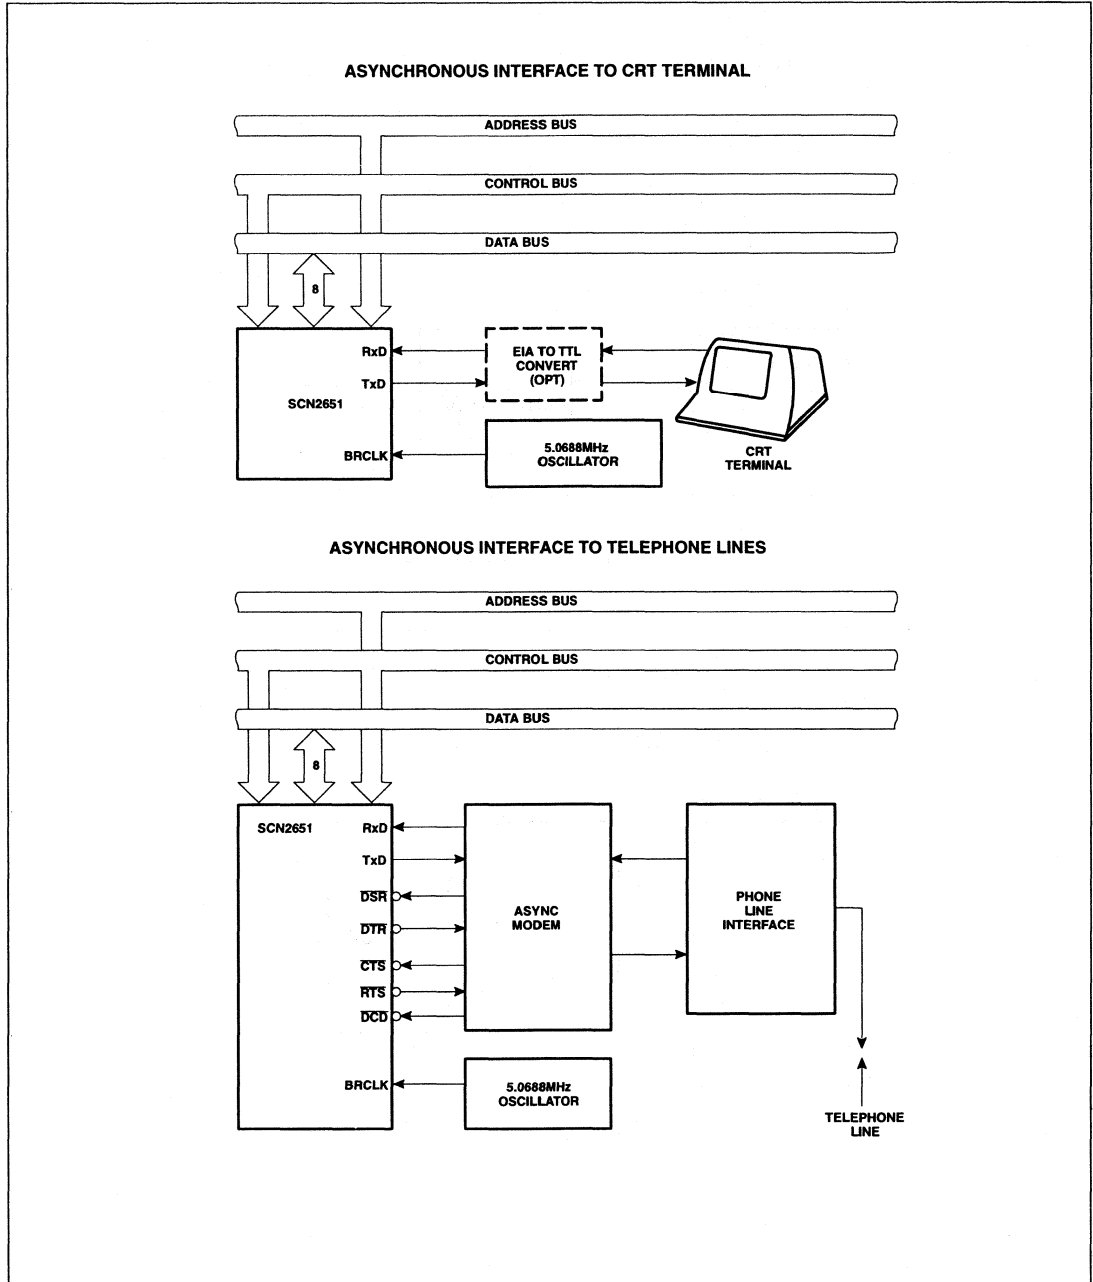 ASYNCHRONOUS INTERFACE TO CRT TERMINAL
ADDRESS BUS
CONTROL BUS
DATA BUS
8
RxD
TxD
SCN2651
BRCLK
EIA TO TTL
CONVERT
(OPT)
5.0688MHz
OSCILLATOR
CRT
TERMINAL
ASYNCHRONOUS INTERFACE TO TELEPHONE LINES
ADDRESS BUS
CONTROL BUS
DATA BUS
8
SCN2651
RxD
TxD
DSR
DTR
CTS
RTS
DCD
BRCLK
ASYNC
MODEM
5.0688MHz
OSCILLATOR
PHONE
LINE
INTERFACE
TELEPHONE
LINE